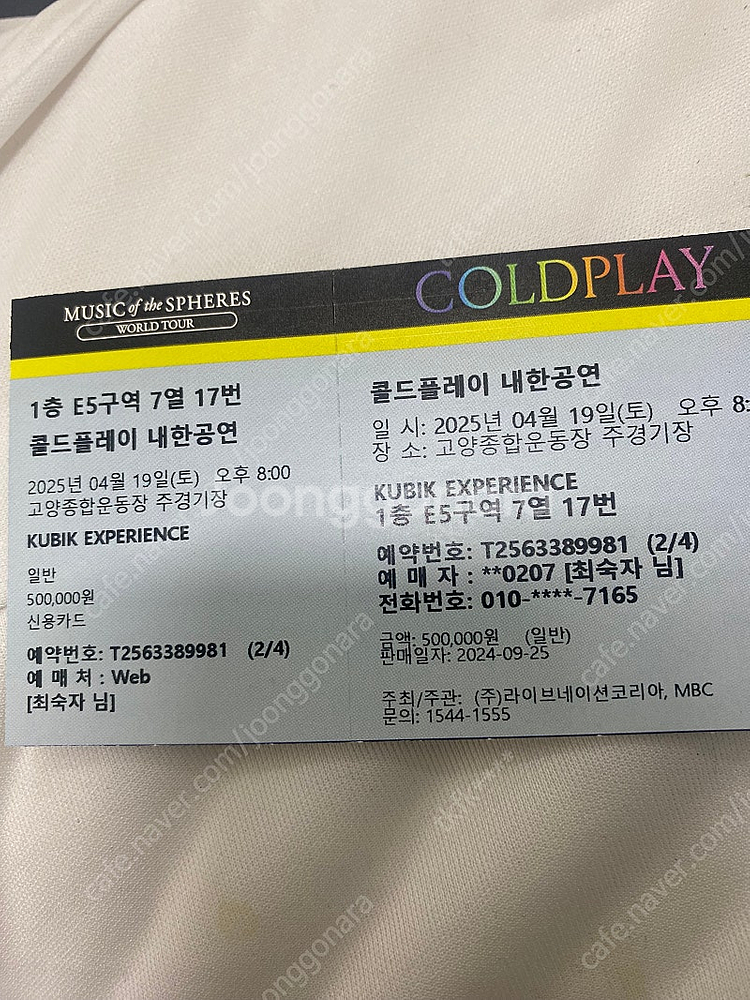 MUSIC of the SPHERES
WORLD TOUR
1층 E5구역 7열 17번
콜드플레이 내한공연
2025년 04월 19일(토) 오후 8:00
고양종합운동장 주경기장
KUBIK EXPERIENCE
일반
500,000원
신용카드
예약번호: T2563389981 (2/4)
예 매 처 : Web
[최숙자 님]
COLDPLAY
콜드플레이 내한공연
일 시: 2025년 04월 19일(토) 오후 8:
장 소: 고양종합운동장 주경기장
KUBIK EXPERIENCE
1층 E5구역 7열 17번
예약번호: T2563389981 (2/4)
예 매 자 : **0207 [최숙자 님]
전화번호: 010-****-7165
금액: 500,000원 (일반)
판매일자: 2024-09-25
주최/주관: (주)라이브네이션코리아, MBC
문의: 1544-1555
joonggonara
cafe.naver.com/joonggonara